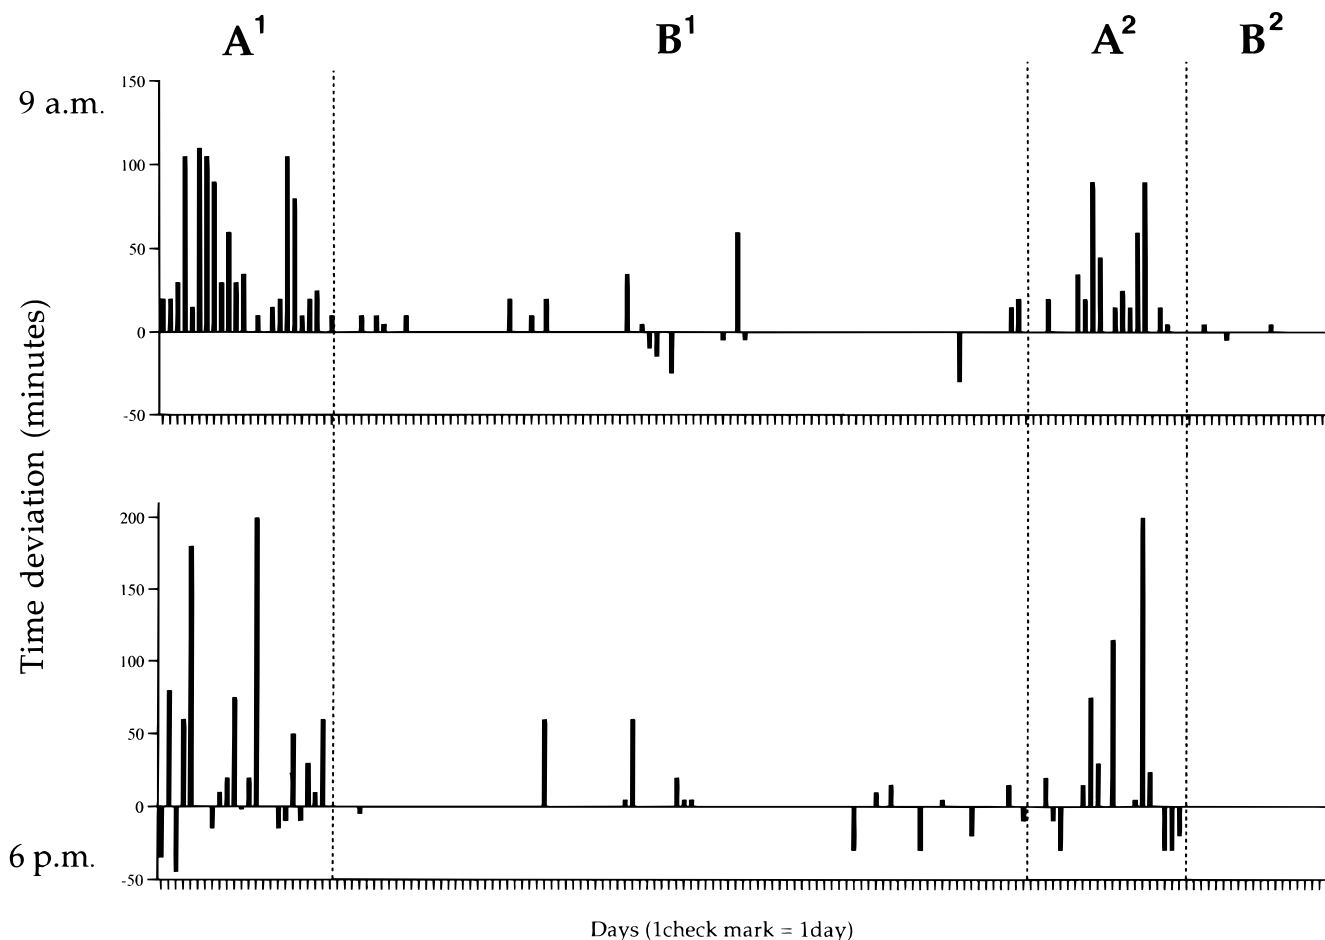 A¹ B¹ A² B²
9 a.m.
150
100
50
0
-50
Time deviation (minutes)
200
150
100
50
0
-50
6 p.m.
Days (1check mark = 1day)